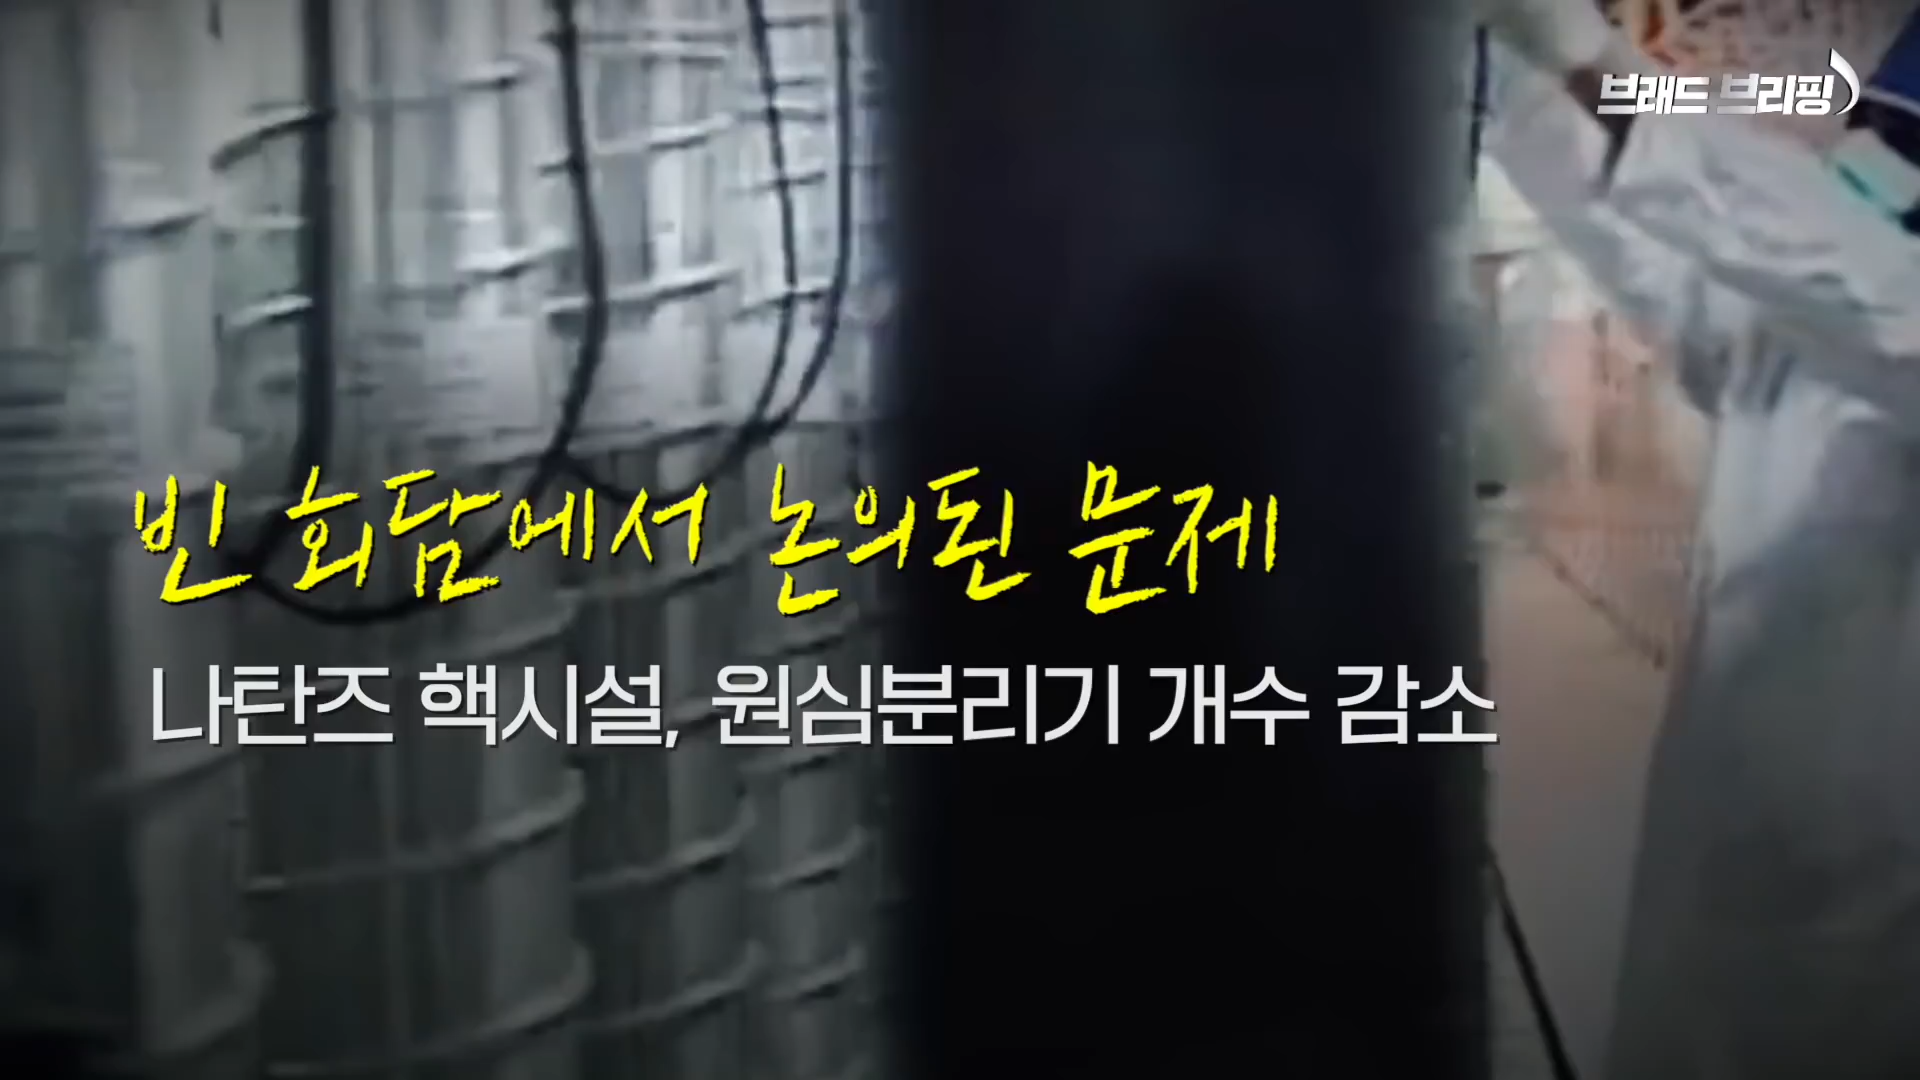 브래드 브리핑
빈 회담에서 논의된 문제
나탄즈 핵시설, 원심분리기 개수 감소